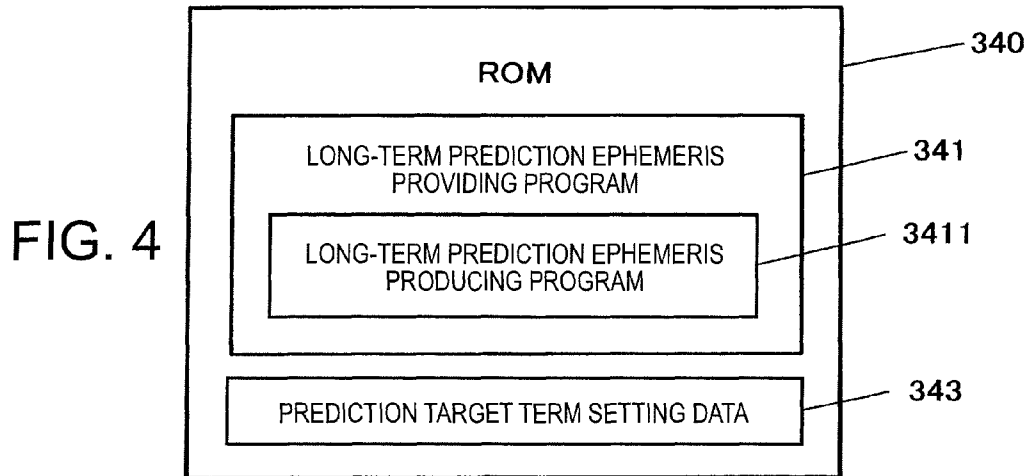 ROM
340
LONG-TERM PREDICTION EPHEMERIS
PROVIDING PROGRAM
341
LONG-TERM PREDICTION EPHEMERIS
PRODUCING PROGRAM
3411
FIG. 4
PREDICTION TARGET TERM SETTING DATA
343